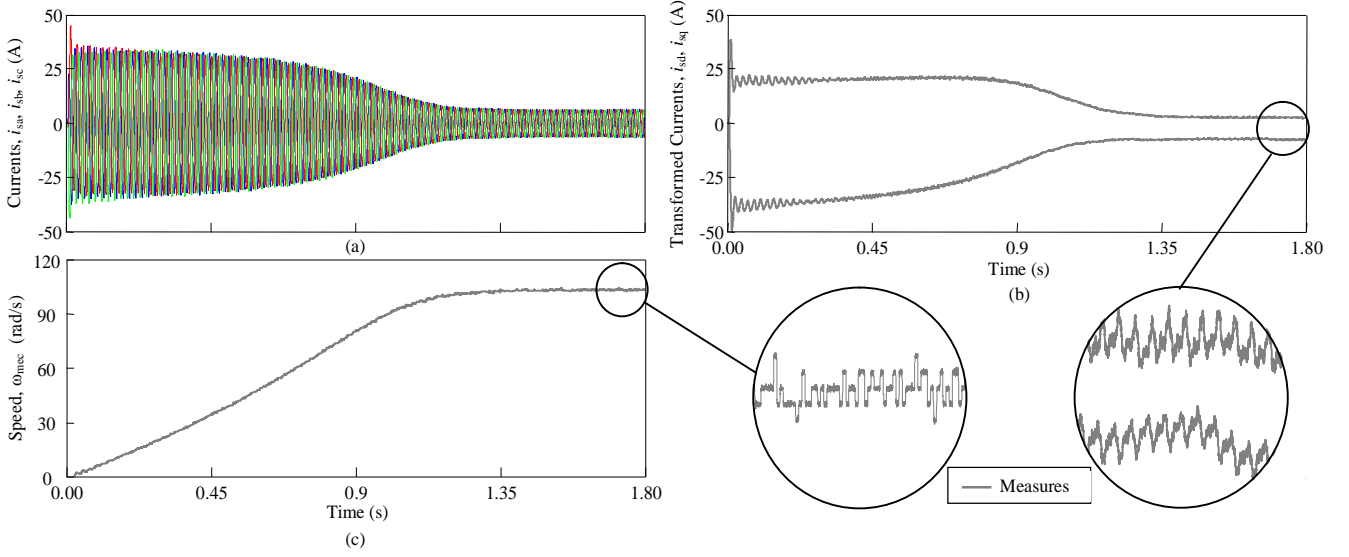 Currents, isa, isb, isc (A)
50
25
0
-25
-50
(a)
Transformed Currents, isd, isq (A)
50
25
0
-25
-50
0.00 0.45 0.9 1.35 1.80
Time (s)
(b)
Speed, ωmec (rad/s)
120
90
60
30
0
0.00 0.45 0.9 1.35 1.80
Time (s)
(c)
Measures